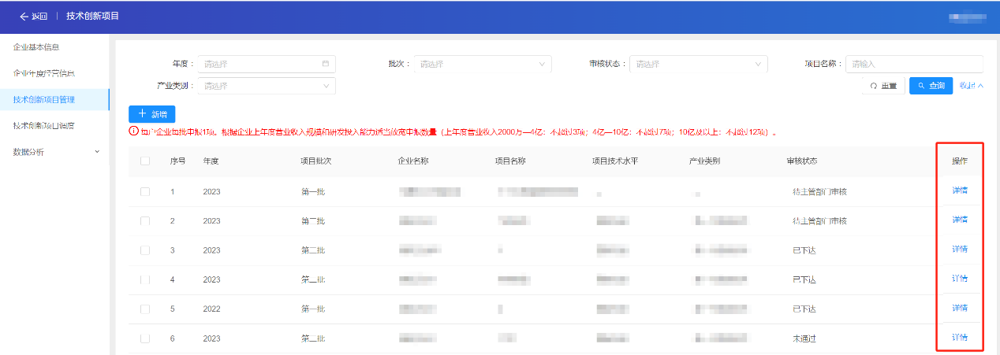 返回 技术创新项目
企业基本信息
企业年度经营信息
技术创新项目管理
技术创新项目调度
数据分析
年度： 请选择 批次： 请选择 审核状态： 请选择 项目名称： 请输入
产业类别： 请选择 重置 查询 收起
新增
每户企业每批申报1项。根据企业上年度营业收入规模和研发投入能力适当放宽申报数量（上年度营业收入2000万—4亿：不超过3项；4亿—10亿：不超过7项；10亿及以上：不超过12项）。
序号 年度 项目批次 企业名称 项目名称 项目技术水平 产业类别 审核状态 操作
1 2023 第一批 待主管部门审核 详情
2 2023 第二批 待主管部门审核 详情
3 2023 第二批 已下达 详情
4 2023 第二批 已下达 详情
5 2022 第一批 已下达 详情
6 2023 第二批 未通过 详情